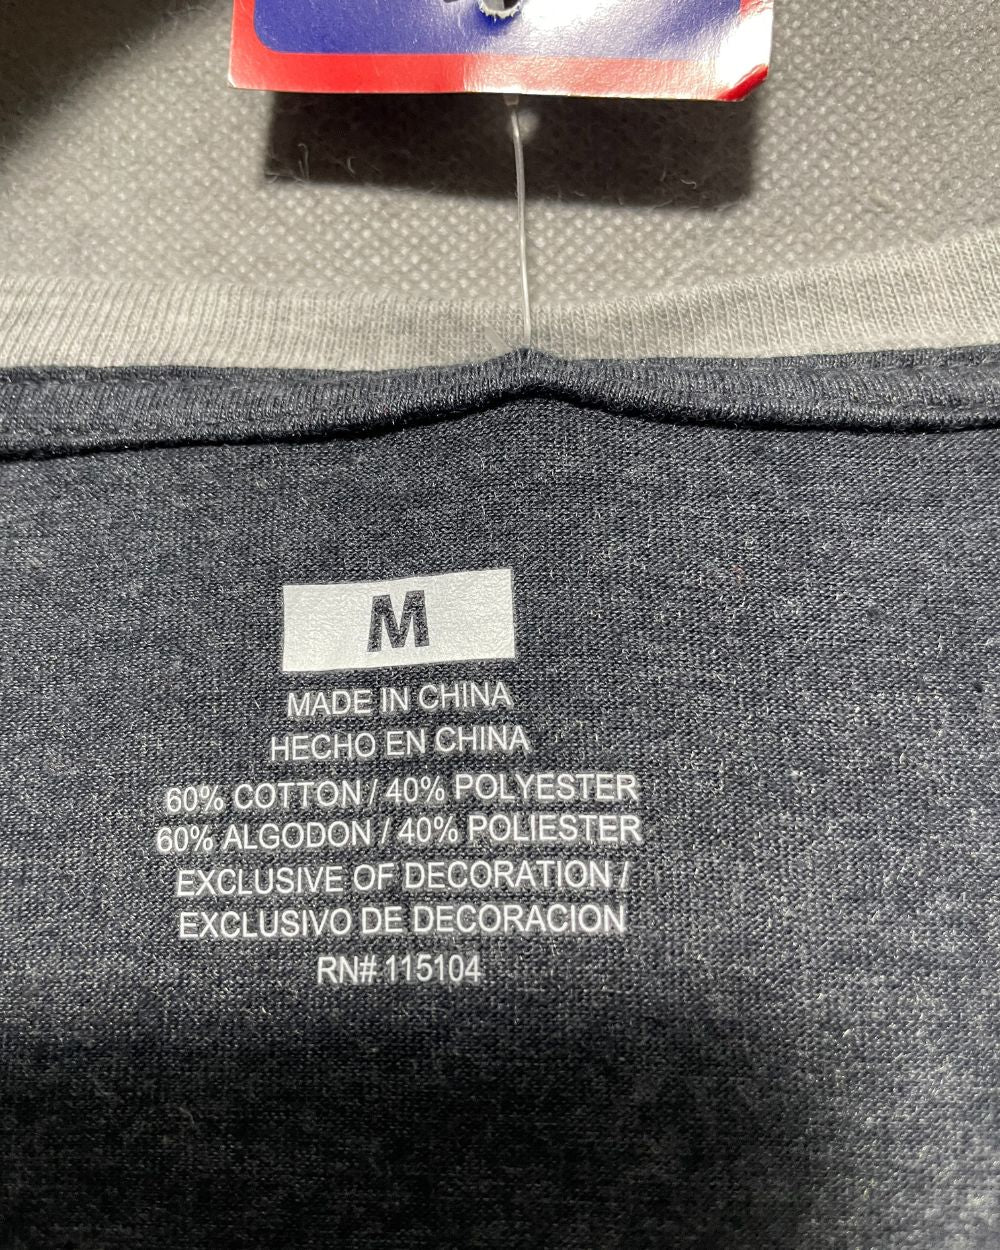 M
MADE IN CHINA
HECHO EN CHINA
60% COTTON / 40% POLYESTER
60% ALGODON / 40% POLIESTER
EXCLUSIVE OF DECORATION /
EXCLUSIVO DE DECORACION
RN# 115104